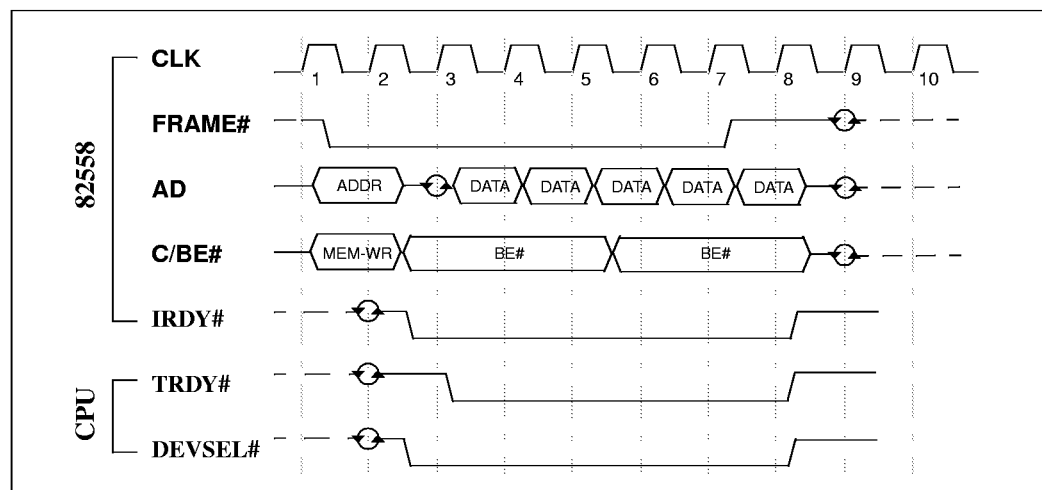 CLK
1 2 3 4 5 6 7 8 9 10
FRAME#
82558
AD ADDR DATA DATA DATA DATA DATA
C/BE# MEM-WR BE# BE#
IRDY#
TRDY#
CPU
DEVSEL#